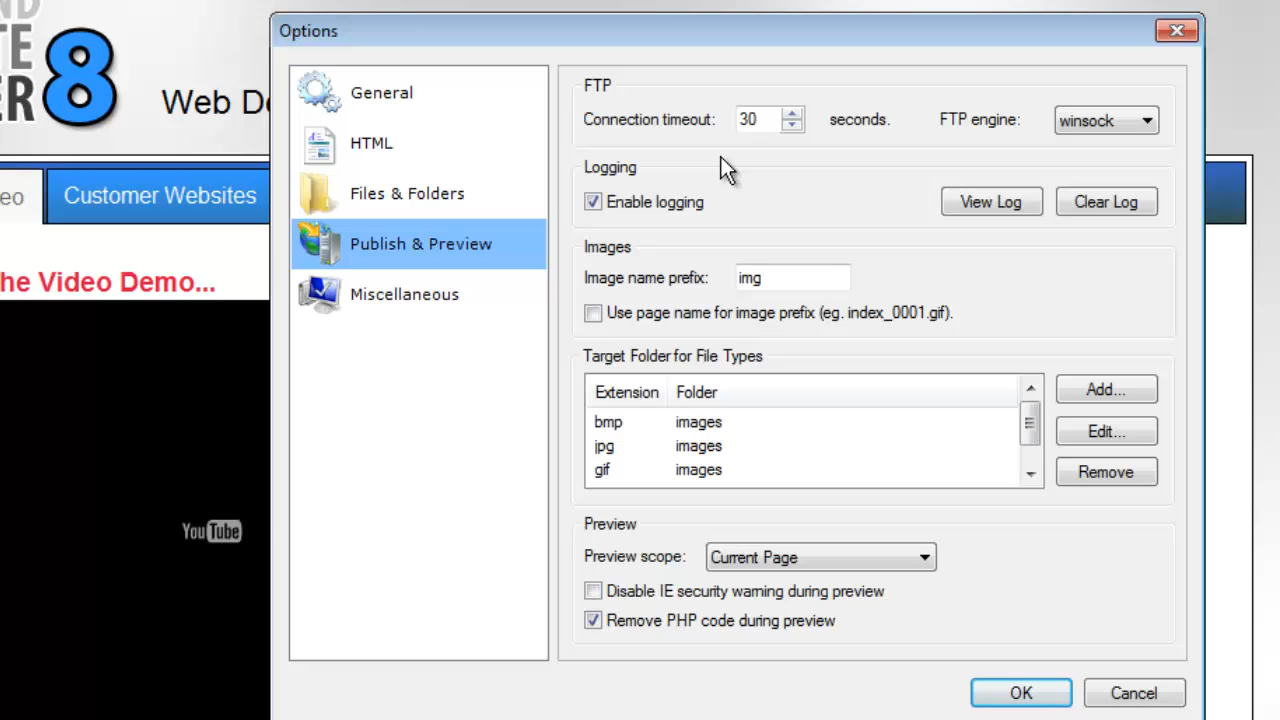 Options
General
HTML
Files & Folders
Publish & Preview
Miscellaneous
FTP
Connection timeout: 30 seconds. FTP engine: winsock
Logging
Enable logging View Log Clear Log
Images
Image name prefix: img
Use page name for image prefix (eg. index_0001.gif).
Target Folder for File Types
Extension Folder
bmp images
jpg images
gif images
Add...
Edit...
Remove
Preview
Preview scope: Current Page
Disable IE security warning during preview
Remove PHP code during preview
OK Cancel
ND
TE
ER 8
Web De
eo Customer Websites
he Video Demo...
YouTube